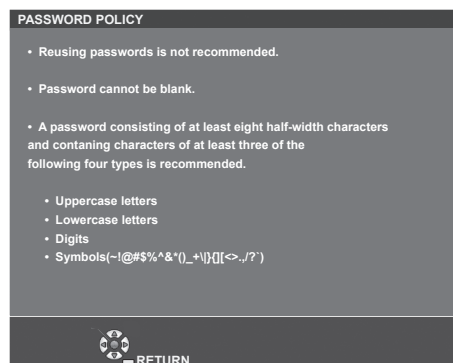 PASSWORD POLICY
• Reusing passwords is not recommended.
• Password cannot be blank.
• A password consisting of at least eight half-width characters
and contaning characters of at least three of the
following four types is recommended.
• Uppercase letters
• Lowercase letters
• Digits
• Symbols(~!@#$%^&*()_+\|}{][<>.,/?`)
RETURN